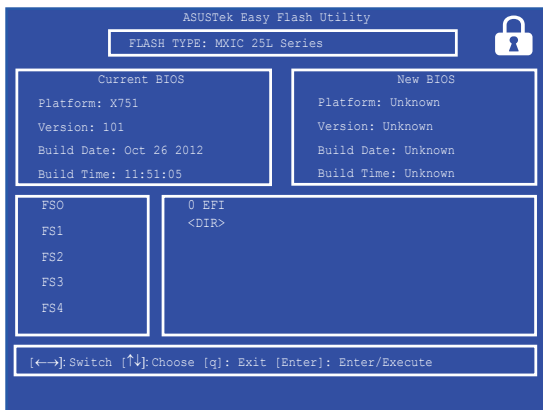 ASUSTek Easy Flash Utility
FLASH TYPE: MXIC 25L Series
Current BIOS
Platform: X751
Version: 101
Build Date: Oct 26 2012
Build Time: 11:51:05
New BIOS
Platform: Unknown
Version: Unknown
Build Date: Unknown
Build Time: Unknown
FSO
FS1
FS2
FS3
FS4
0 EFI
<DIR>
[←→]: Switch [↑↓]: Choose [q]: Exit [Enter]: Enter/Execute